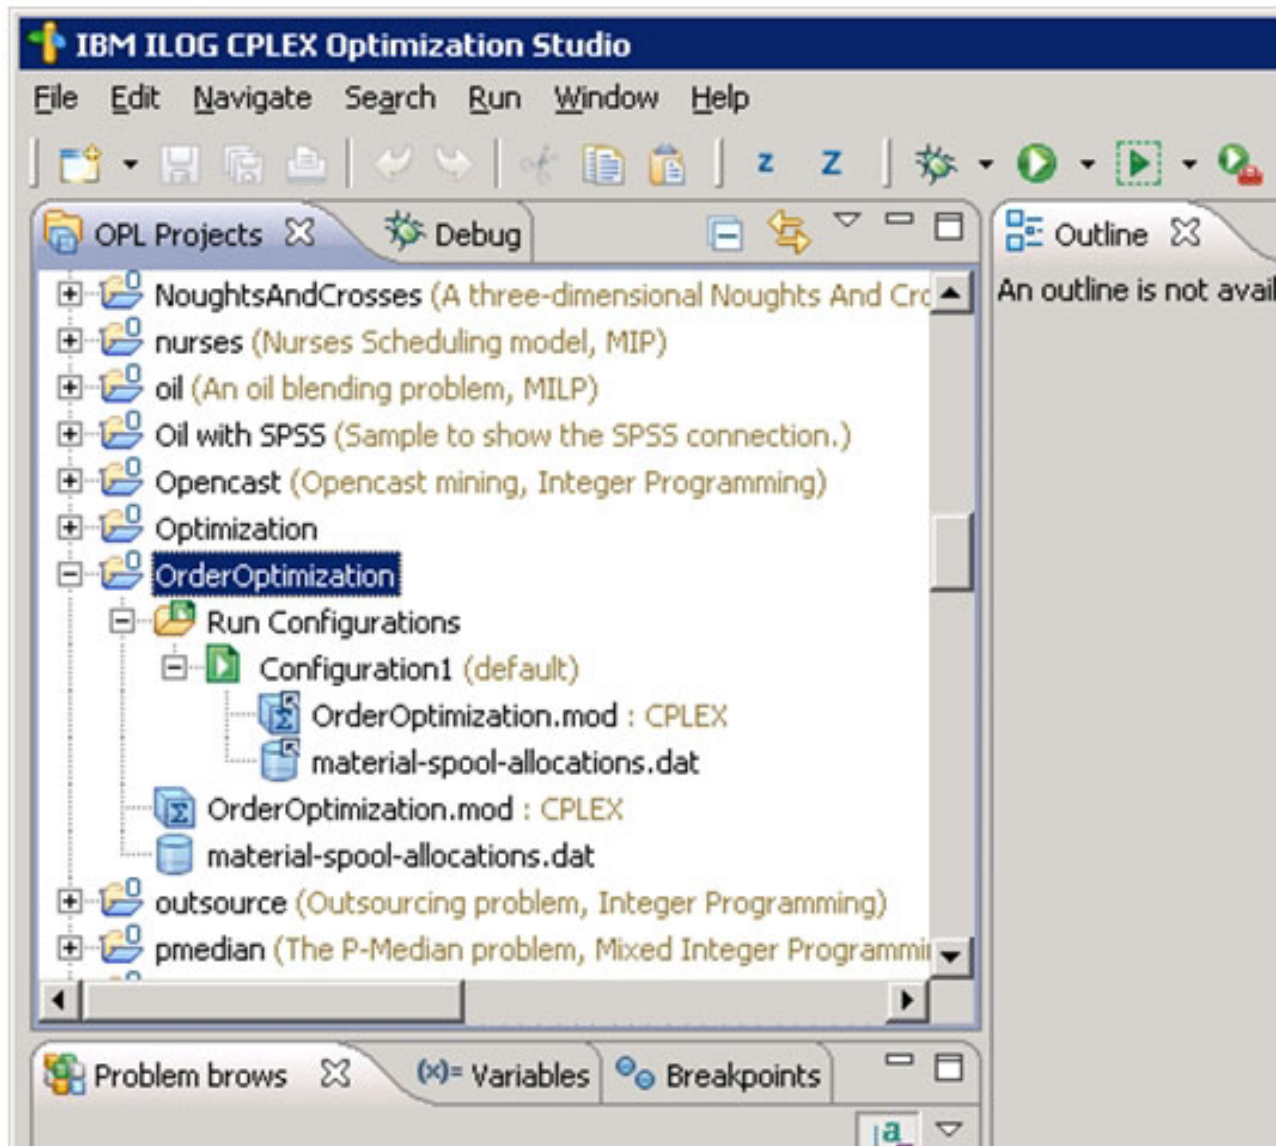 IBM ILOG CPLEX Optimization Studio
File Edit Navigate Search Run Window Help
z Z
OPL Projects Debug Outline
An outline is not avail
NoughtsAndCrosses (A three-dimensional Noughts And Crc
nurses (Nurses Scheduling model, MIP)
oil (An oil blending problem, MILP)
Oil with SPSS (Sample to show the SPSS connection.)
Opencast (Opencast mining, Integer Programming)
Optimization
OrderOptimization
Run Configurations
Configuration1 (default)
OrderOptimization.mod : CPLEX
material-spool-allocations.dat
OrderOptimization.mod : CPLEX
material-spool-allocations.dat
outsource (Outsourcing problem, Integer Programming)
pmedian (The P-Median problem, Mixed Integer Programmi
Problem brows (x)= Variables Breakpoints
a